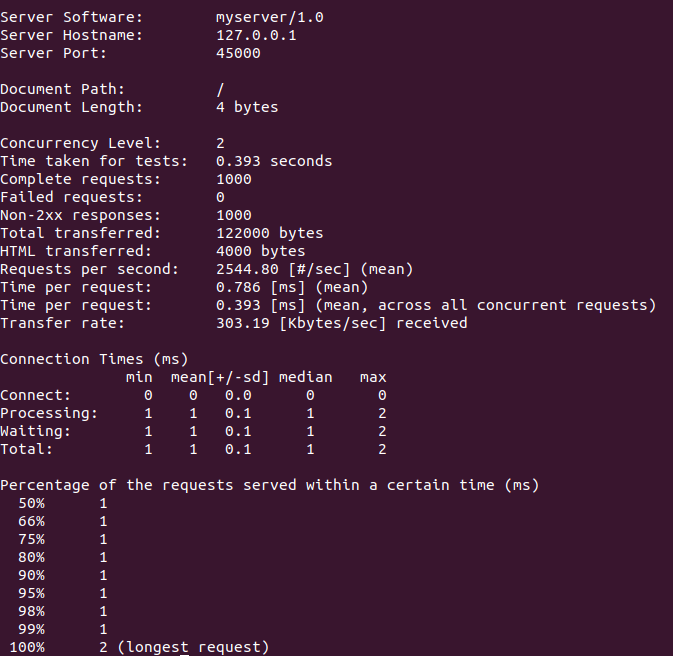 Server Software: myserver/1.0
Server Hostname: 127.0.0.1
Server Port: 45000
Document Path: /
Document Length: 4 bytes
Concurrency Level: 2
Time taken for tests: 0.393 seconds
Complete requests: 1000
Failed requests: 0
Non-2xx responses: 1000
Total transferred: 122000 bytes
HTML transferred: 4000 bytes
Requests per second: 2544.80 [#/sec] (mean)
Time per request: 0.786 [ms] (mean)
Time per request: 0.393 [ms] (mean, across all concurrent requests)
Transfer rate: 303.19 [Kbytes/sec] received
Connection Times (ms)
min mean[+/-sd] median max
Connect: 0 0 0.0 0 0
Processing: 1 1 0.1 1 2
Waiting: 1 1 0.1 1 2
Total: 1 1 0.1 1 2
Percentage of the requests served within a certain time (ms)
50% 1
66% 1
75% 1
80% 1
90% 1
95% 1
98% 1
99% 1
100% 2 (longest request)